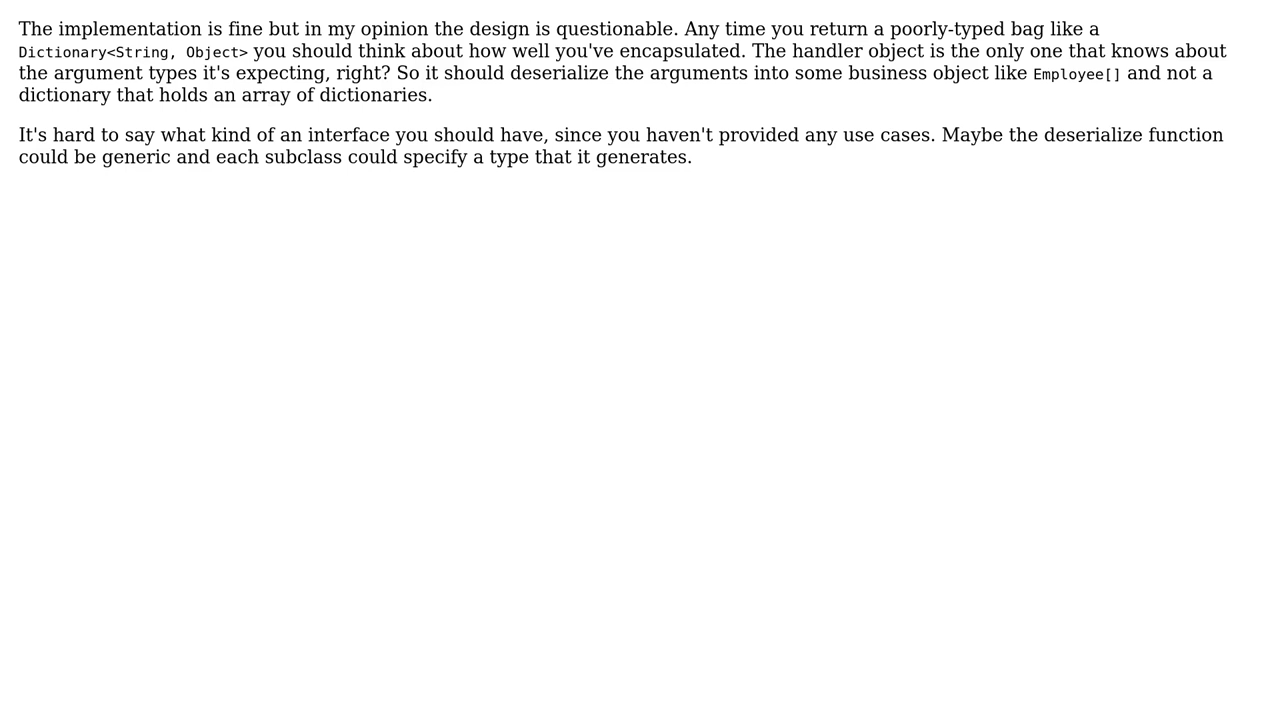 The implementation is fine but in my opinion the design is questionable. Any time you return a poorly-typed bag like a
Dictionary<String, Object> you should think about how well you've encapsulated. The handler object is the only one that knows about
the argument types it's expecting, right? So it should deserialize the arguments into some business object like Employee[] and not a
dictionary that holds an array of dictionaries.
It's hard to say what kind of an interface you should have, since you haven't provided any use cases. Maybe the deserialize function
could be generic and each subclass could specify a type that it generates.